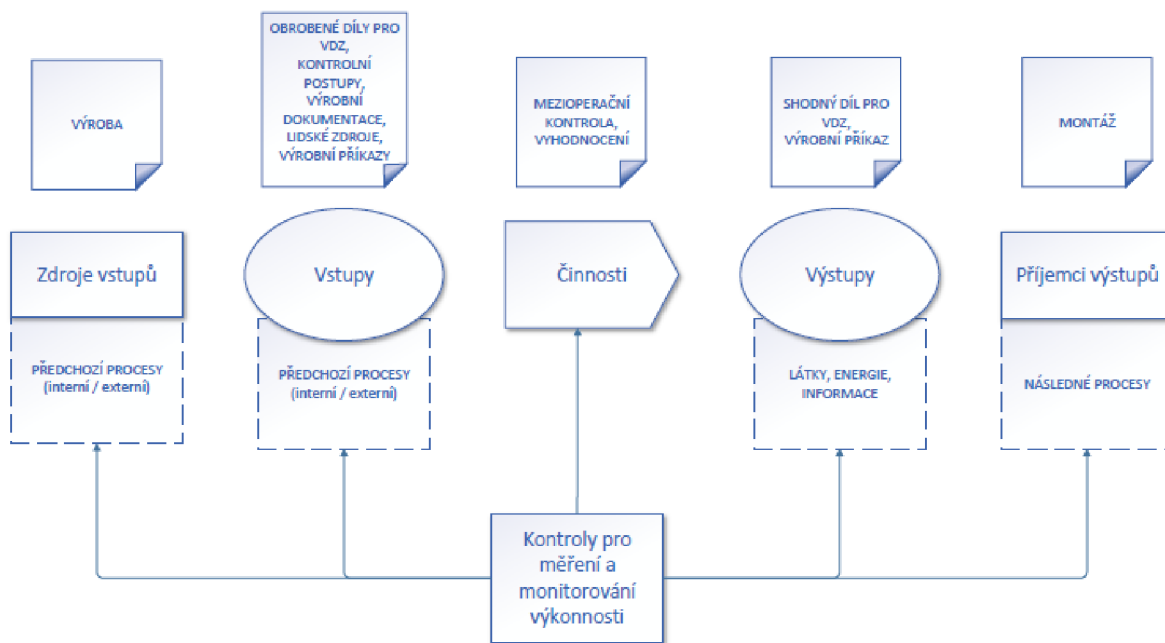 VÝROBA
OBROBENÉ DÍLY PRO
VDZ,
KONTROLNÍ
POSTUPY,
VÝROBNÍ
DOKUMENTACE,
LIDSKÉ ZDROJE,
VÝROBNÍ PŘÍKAZY
MEZIOPERAČNÍ
KONTROLA,
VYHODNOCENÍ
SHODNÝ DÍL PRO
VDZ,
VÝROBNÍ PŘÍKAZ
MONTÁŽ
Zdroje vstupů
Vstupy
Činnosti
Výstupy
Příjemci výstupů
PŘEDCHOZÍ PROCESY
(interní / externí)
PŘEDCHOZÍ PROCESY
(interní / externí)
LÁTKY, ENERGIE,
INFORMACE
NÁSLEDNÉ PROCESY
Kontroly pro
měření a
monitorování
výkonnosti